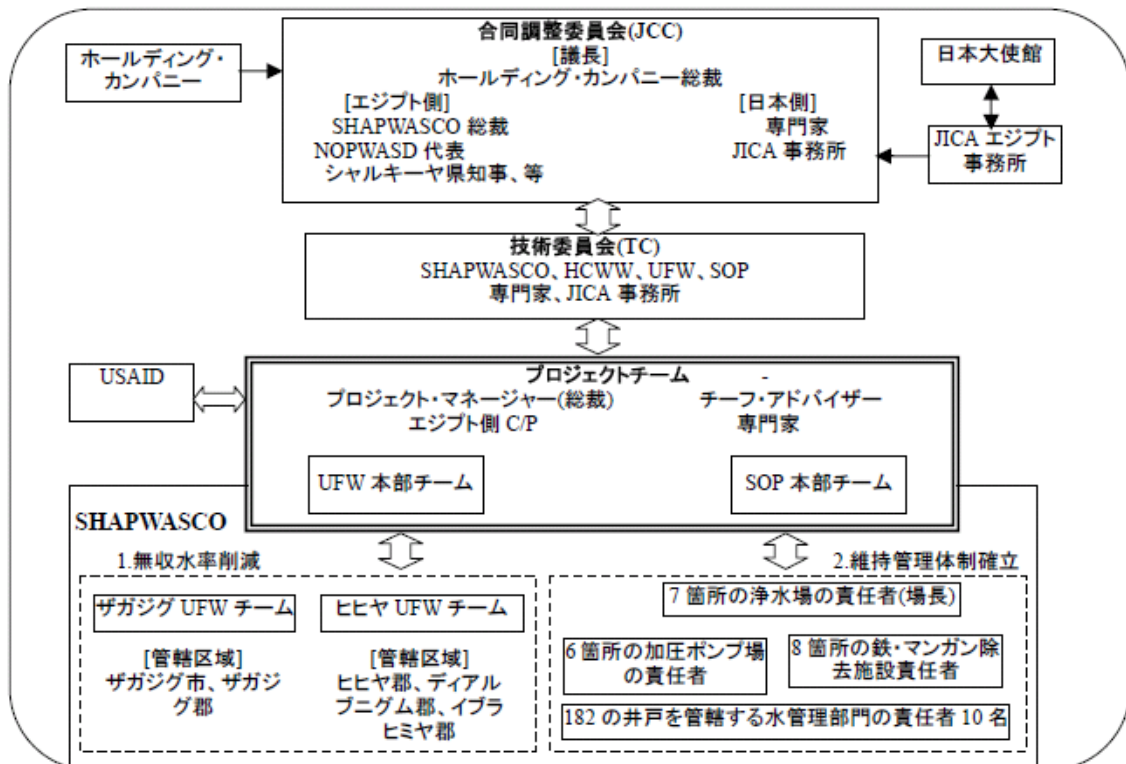 合同調整委員会(JCC)
[議長]
ホールディング・カンパニー総裁
[エジプト側]
SHAPWASCO 総裁
NOPWASD 代表
シャルキーヤ県知事、等
[日本側]
専門家
JICA 事務所
ホールディング・
カンパニー
日本大使館
JICA エジプト
事務所
技術委員会(TC)
SHAPWASCO、HCWW、UFW、SOP
専門家、JICA 事務所
USAID
プロジェクトチーム -
プロジェクト・マネージャー(総裁)
エジプト側 C/P
チーフ・アドバイザー
専門家
UFW 本部チーム
SOP 本部チーム
SHAPWASCO
1.無収水率削減
ザガジグ UFW チーム
[管轄区域]
ザガジグ市、ザガジ
グ郡
ヒヒヤ UFW チーム
[管轄区域]
ヒヒヤ郡、ディアル
ブニグム郡、イブラ
ヒミヤ郡
2.維持管理体制確立
7 箇所の浄水場の責任者(場長)
6 箇所の加圧ポンプ場
の責任者
8 箇所の鉄・マンガン除
去施設責任者
182 の井戸を管轄する水管理部門の責任者 10 名